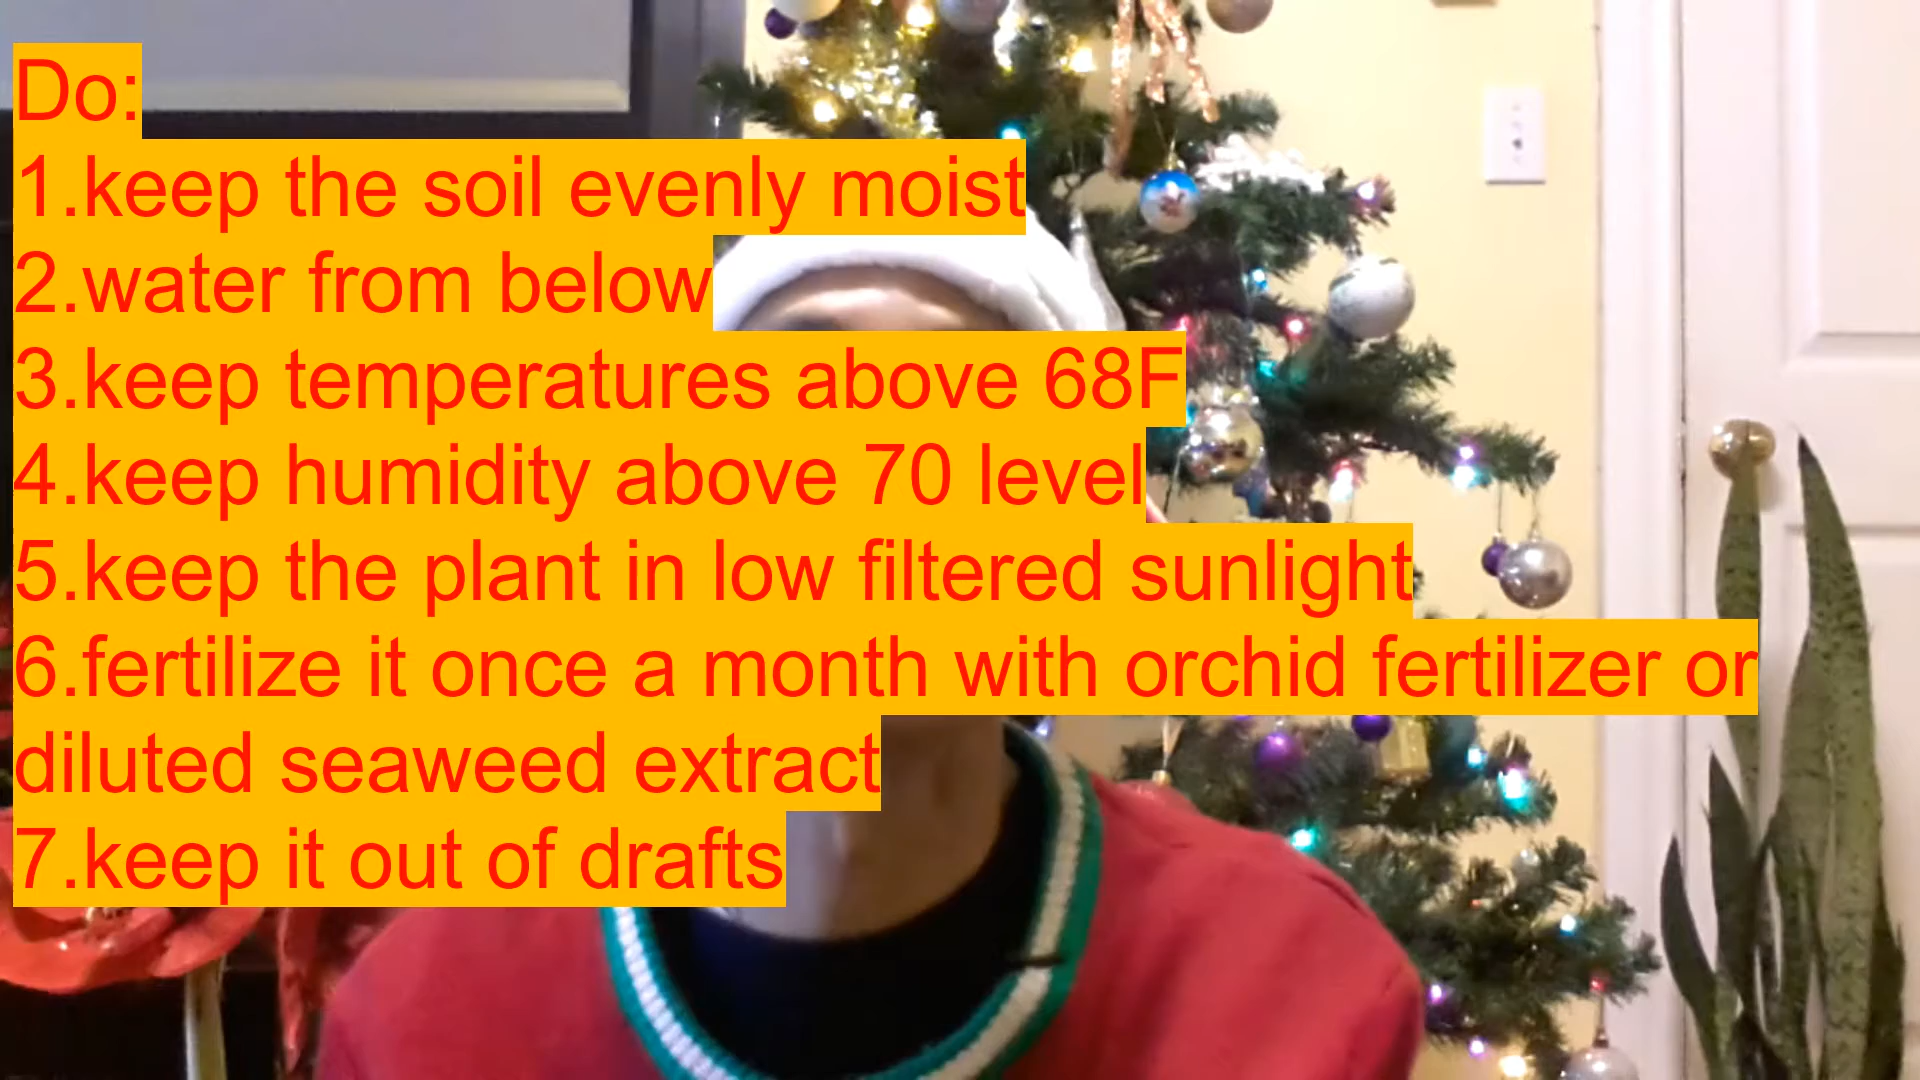 Do:
1.keep the soil evenly moist
2.water from below
3.keep temperatures above 68F
4.keep humidity above 70 level
5.keep the plant in low filtered sunlight
6.fertilize it once a month with orchid fertilizer or
diluted seaweed extract
7.keep it out of drafts